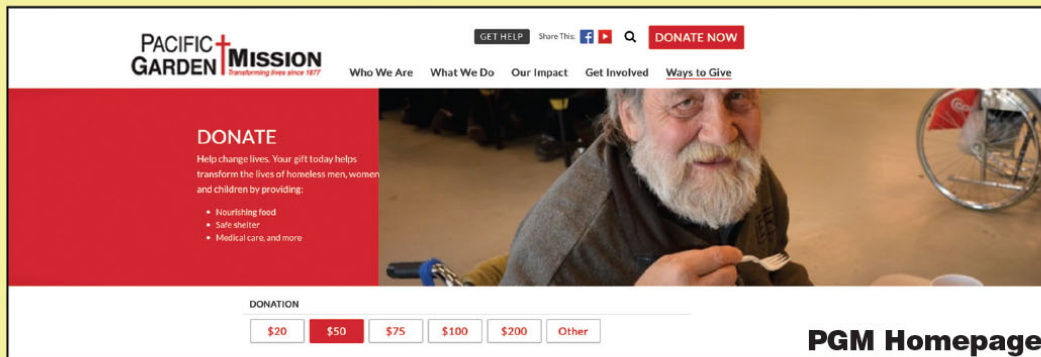 GET HELP Share This: DONATE NOW
PACIFIC
GARDEN MISSION
Transforming lives since 1877
Who We Are What We Do Our Impact Get Involved Ways to Give
DONATE
Help change lives. Your gift today helps
transform the lives of homeless men, women
and children by providing:
• Nourishing food
• Safe shelter
• Medical care, and more
DONATION
$20 $50 $75 $100 $200 Other
PGM Homepage